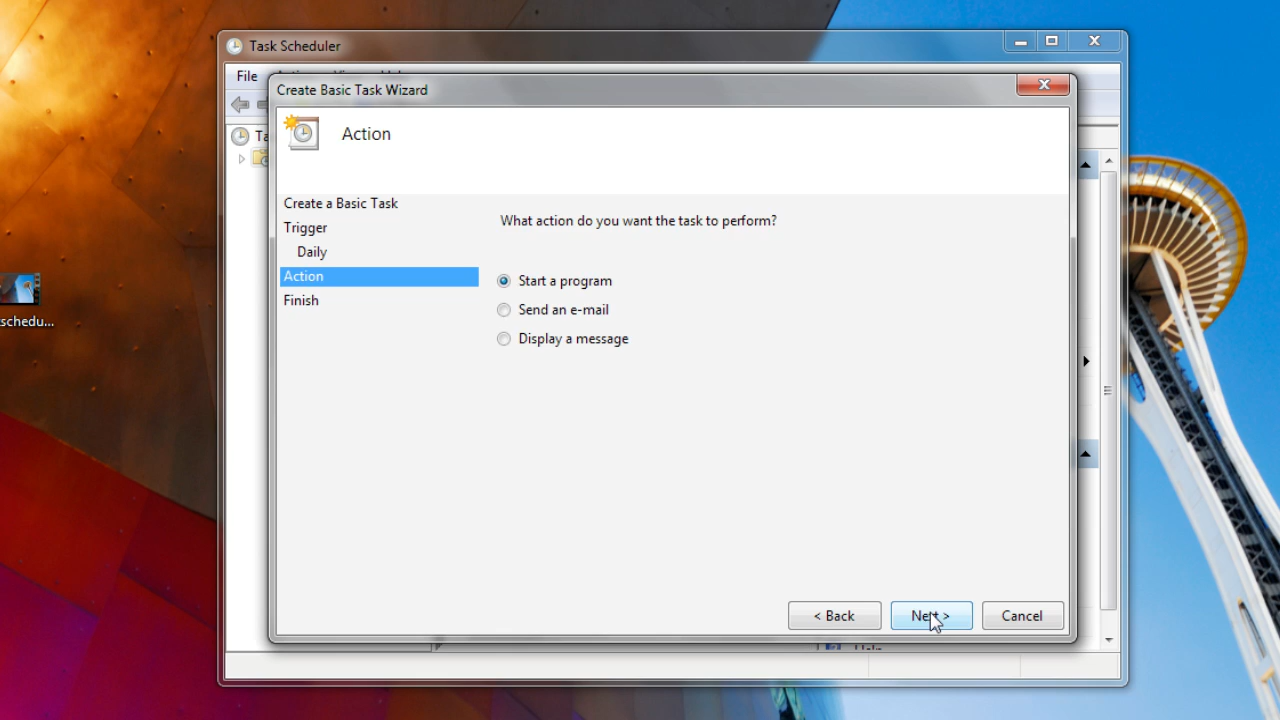 Task Scheduler
File
Create Basic Task Wizard
Action
Create a Basic Task
Trigger
Daily
Action
Finish
What action do you want the task to perform?
Start a program
Send an e-mail
Display a message
schedu...
< Back
Next >
Cancel